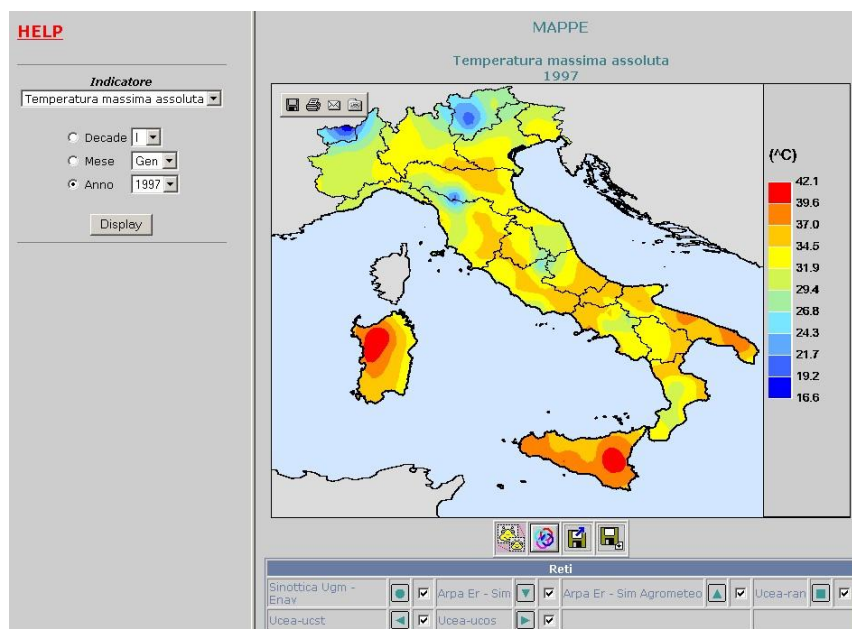 HELP
Indicatore
Temperatura massima assoluta
Decade I
Mese Gen
Anno 1997
Display
MAPPE
Temperatura massima assoluta
1997
(^C)
42.1
39.6
37.0
34.5
31.9
29.4
26.8
24.3
21.7
19.2
16.6
Reti
Sinottica Ugm - Enav
Arpa Er - Sim
Arpa Er - Sim Agrometeo
Ucea-ran
Ucea-ucst
Ucea-ucos